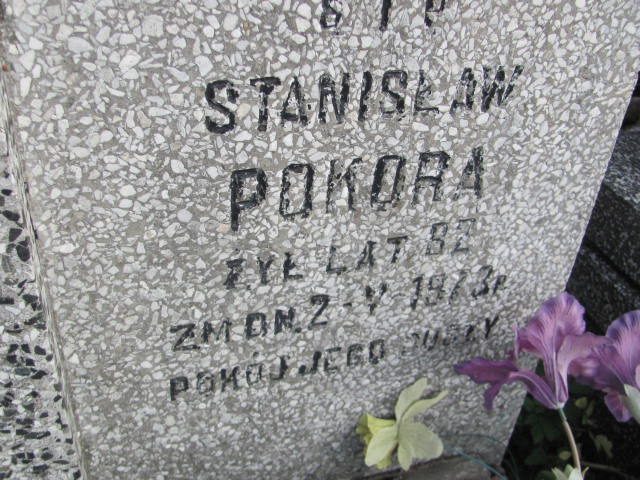 Ś†P
STANISŁAW
POKORA
ŻYŁ LAT 82
ZM DN. 2-V-1973R
POKÓJ JEGO DUSZY